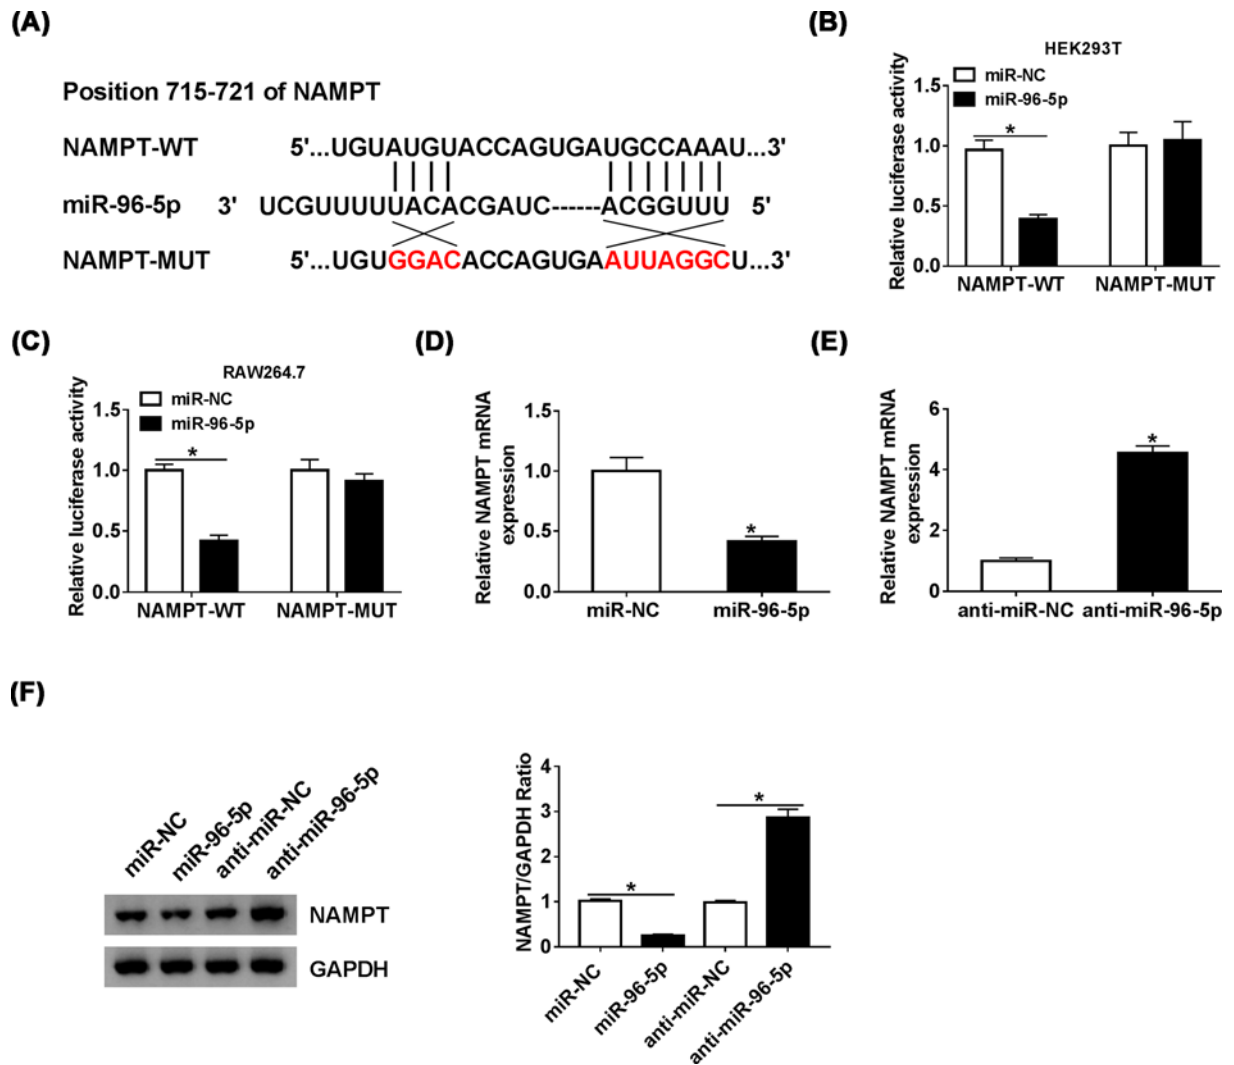 (A)
Position 715-721 of NAMPT
NAMPT-WT 5'...UGUAUGUACCAGUGAUGCCAAAU...3'
miR-96-5p 3' UCGUUUUUACACGAUC------ACGGUUU 5'
NAMPT-MUT 5'...UGUGGACACCAGUGAAUUAGGCU...3'
(B)
HEK293T
miR-NC
miR-96-5p
Relative luciferase activity
1.5
1.0
0.5
0.0
*
NAMPT-WT NAMPT-MUT
(C)
RAW264.7
miR-NC
miR-96-5p
Relative luciferase activity
1.5
1.0
0.5
0.0
*
NAMPT-WT NAMPT-MUT
(D)
Relative NAMPT mRNA
expression
1.5
1.0
0.5
0.0
*
miR-NC miR-96-5p
(E)
Relative NAMPT mRNA
expression
6
4
2
0
*
anti-miR-NC anti-miR-96-5p
(F)
miR-NC
miR-96-5p
anti-miR-NC
anti-miR-96-5p
NAMPT
GAPDH
NAMPT/GAPDH Ratio
4
3
2
1
0
*
*
miR-NC
miR-96-5p
anti-miR-NC
anti-miR-96-5p